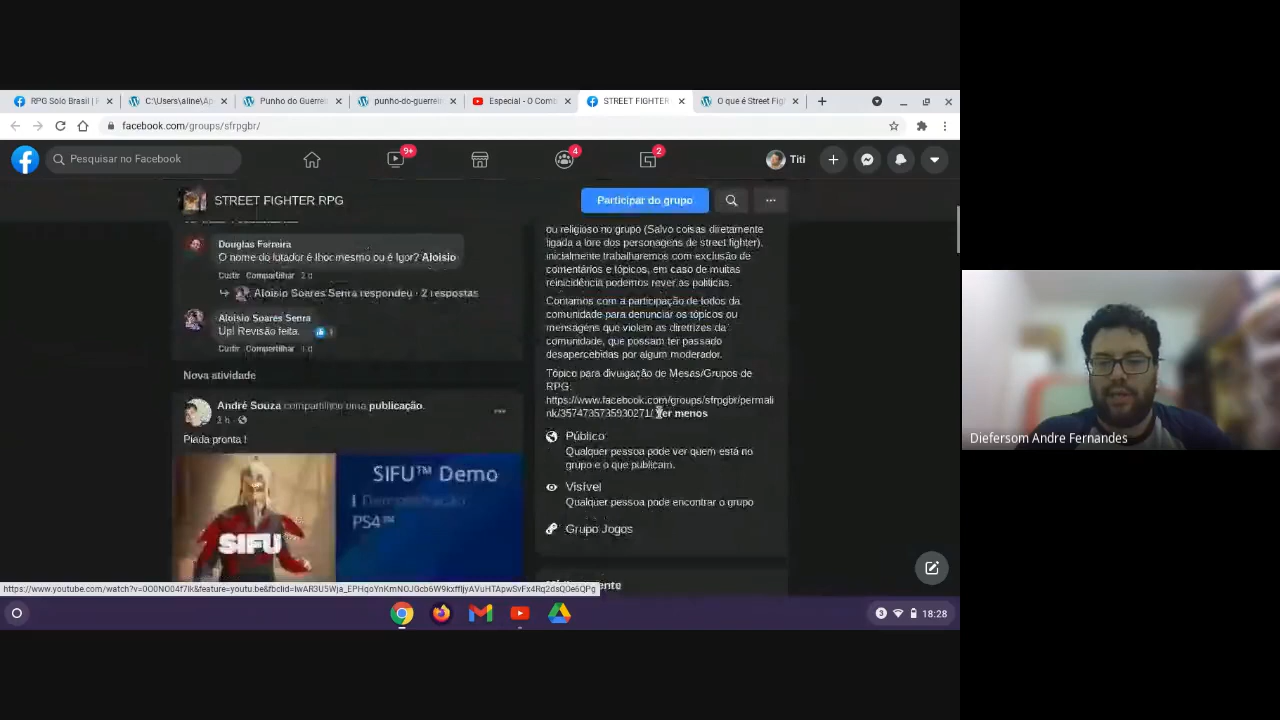 RPG Solo Brasil |
C:\Users\aline\Ap
Punho do Guerrei
punho-do-guerreir
Especial - O Comb
STREET FIGHTER
O que é Street Figh
facebook.com/groups/sfrpgbr/
Pesquisar no Facebook
9+
4
2
Titi
STREET FIGHTER RPG
Participar do grupo
Douglas Ferreira
O nome do lutador é Ihor mesmo ou é Igor? Aloisio
Curtir Compartilhar 2 d
Aloisio Soares Senra respondeu · 2 respostas
Aloisio Soares Senra
Up! Revisão feita.
1
Curtir Compartilhar 1 d
Nova atividade
André Souza compartilhou uma publicação.
2 h
Piada pronta !
SIFU
SIFU™ Demo
| Demonstração
PS4™
ou religioso no grupo (Salvo coisas diretamente
ligada a lore dos personagens de street fighter).
inicialmente trabalharemos com exclusão de
comentários e tópicos, em caso de muitas
reincidência podemos rever as políticas.
Contamos com a participação de todos da
comunidade para denunciar os tópicos ou
mensagens que violem as diretrizes da
comunidade, que possam ter passado
desapercebidas por algum moderador.
Tópico para divulgação de Mesas/Grupos de
RPG:
https://www.facebook.com/groups/sfrpgbr/permali
nk/3574735735930271/ Ver menos
Público
Qualquer pessoa pode ver quem está no
grupo e o que publicam.
Visível
Qualquer pessoa pode encontrar o grupo
Grupo Jogos
18:28
Diefersom Andre Fernandes